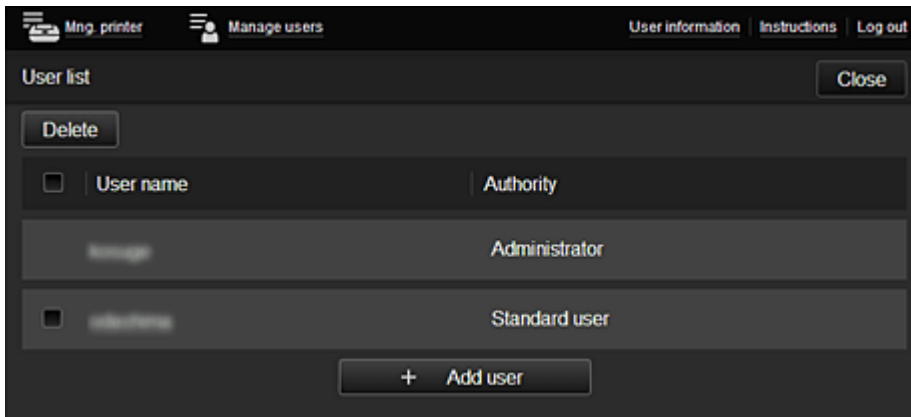 Mng. printer Manage users User information Instructions Log out
User list Close
Delete
User name Authority
Administrator
Standard user
+ Add user